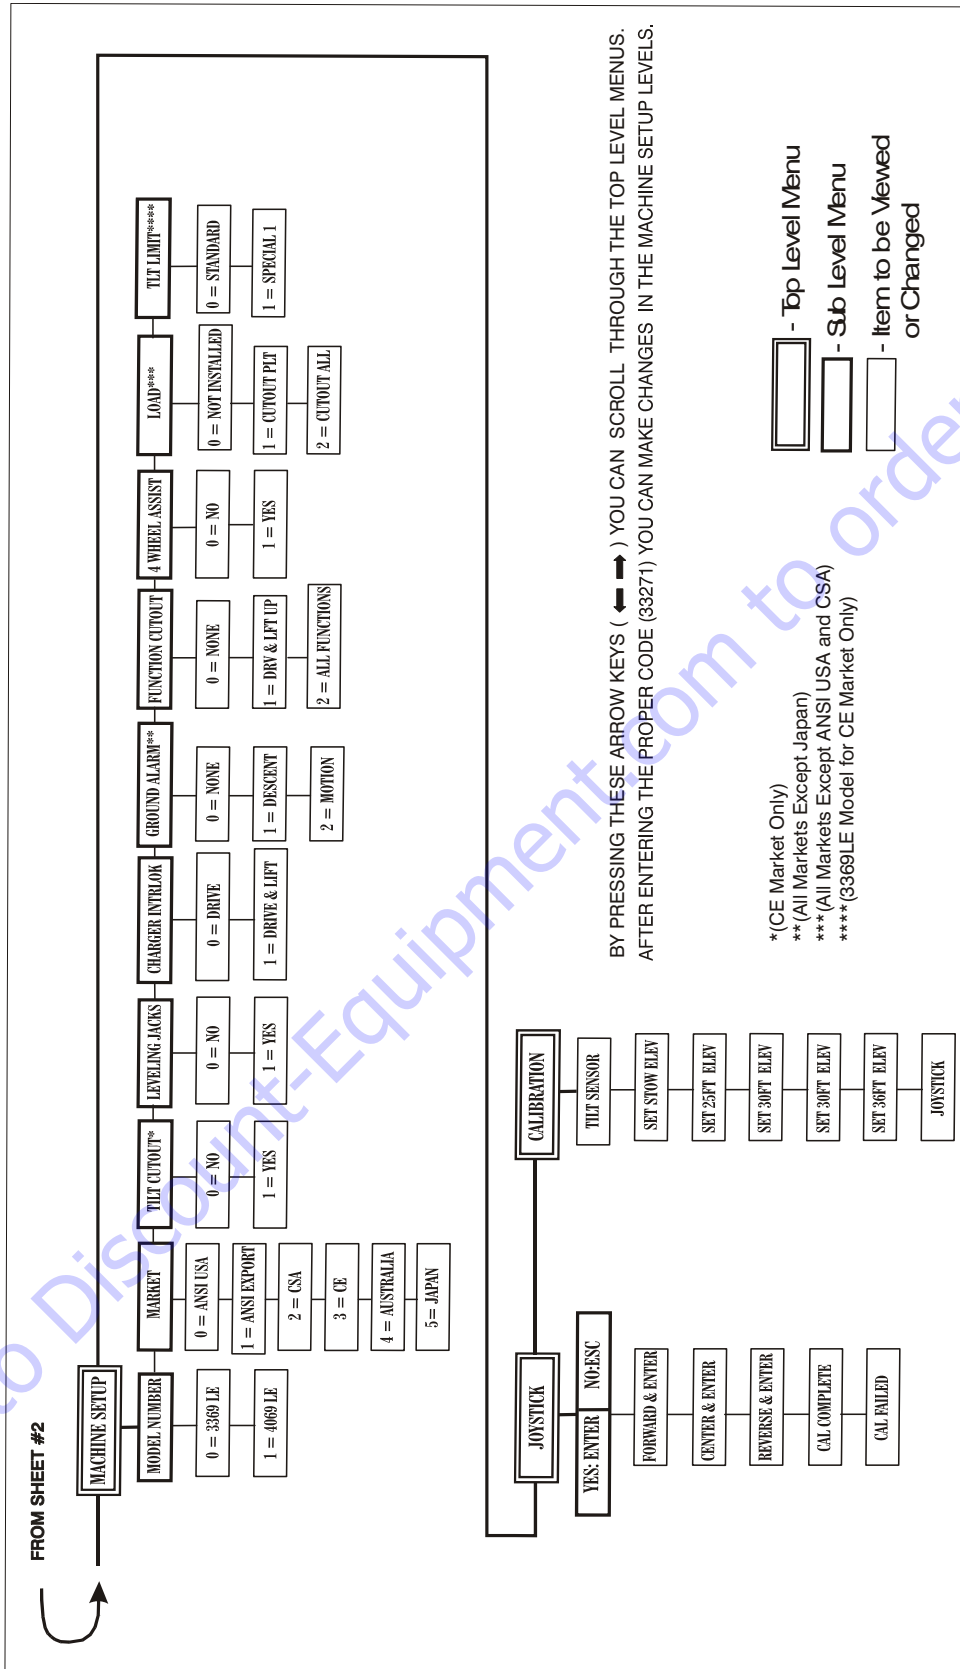 FROM SHEET #2
MACHINE SETUP
MODEL NUMBER
0 = 3369 LE
1 = 4069 LE
MARKET
0 = ANSI USA
1 = ANSI EXPORT
2 = CSA
3 = CE
4 = AUSTRALIA
5 = JAPAN
TILT CUTOUT*
0 = NO
1 = YES
LEVELING JACKS
0 = NO
1 = YES
CHARGER INTRLOK
0 = DRIVE
1 = DRIVE & LIFT
GROUND ALARM**
0 = NONE
1 = DESCENT
2 = MOTION
FUNCTION CUTOUT
0 = NONE
1 = DRV & LFT UP
2 = ALL FUNCTIONS
4 WHEEL ASSIST
0 = NO
1 = YES
LOAD***
0 = NOT INSTALLED
1 = CUTOUT PLT
2 = CUTOUT ALL
TLT LIMIT****
0 = STANDARD
1 = SPECIAL 1
JOYSTICK
YES: ENTER NO:ESC
FORWARD & ENTER
CENTER & ENTER
REVERSE & ENTER
CAL COMPLETE
CAL FAILED
CALIBRATION
TILT SENSOR
SET STOW ELEV
SET 25FT ELEV
SET 30FT ELEV
SET 30FT ELEV
SET 36FT ELEV
JOYSTICK
BY PRESSING THESE ARROW KEYS ( ⬅ ➡ ) YOU CAN SCROLL THROUGH THE TOP LEVEL MENUS.
AFTER ENTERING THE PROPER CODE (33271) YOU CAN MAKE CHANGES IN THE MACHINE SETUP LEVELS.
*(CE Market Only)
**(All Markets Except Japan)
***(All Markets Except ANSI USA and CSA)
****(3369LE Model for CE Market Only)
- Top Level Menu
- Sub Level Menu
- Item to be Viewed
or Changed
to Discount-Equipment.com to order